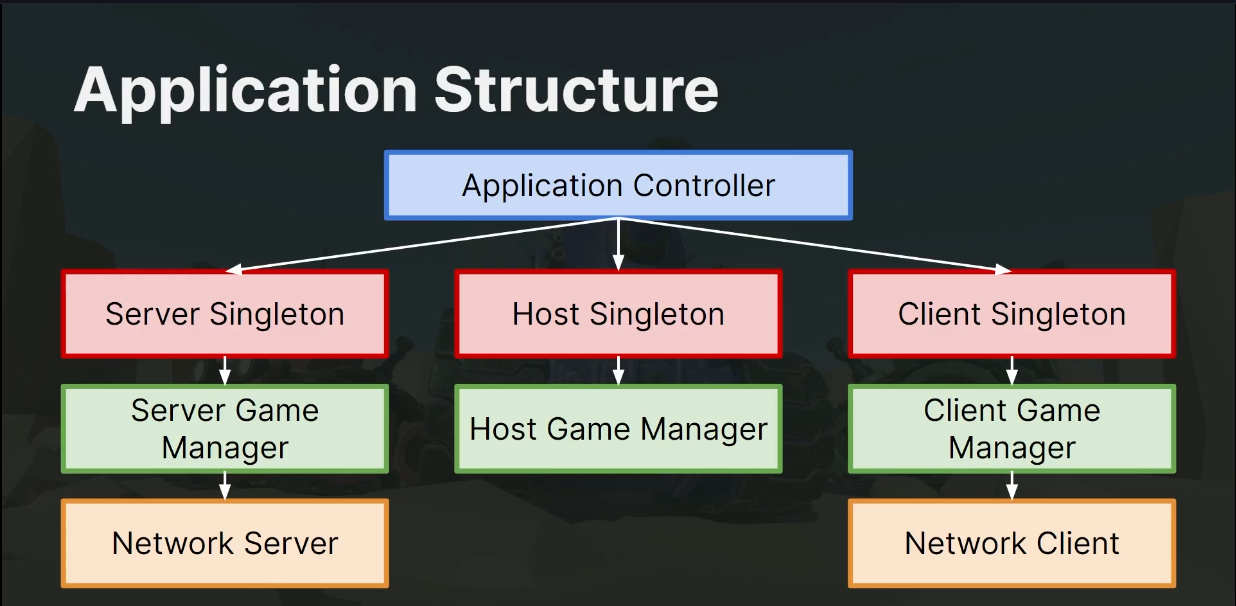 Application Structure
Application Controller
Server Singleton
Host Singleton
Client Singleton
Server Game
Manager
Host Game Manager
Client Game
Manager
Network Server
Network Client